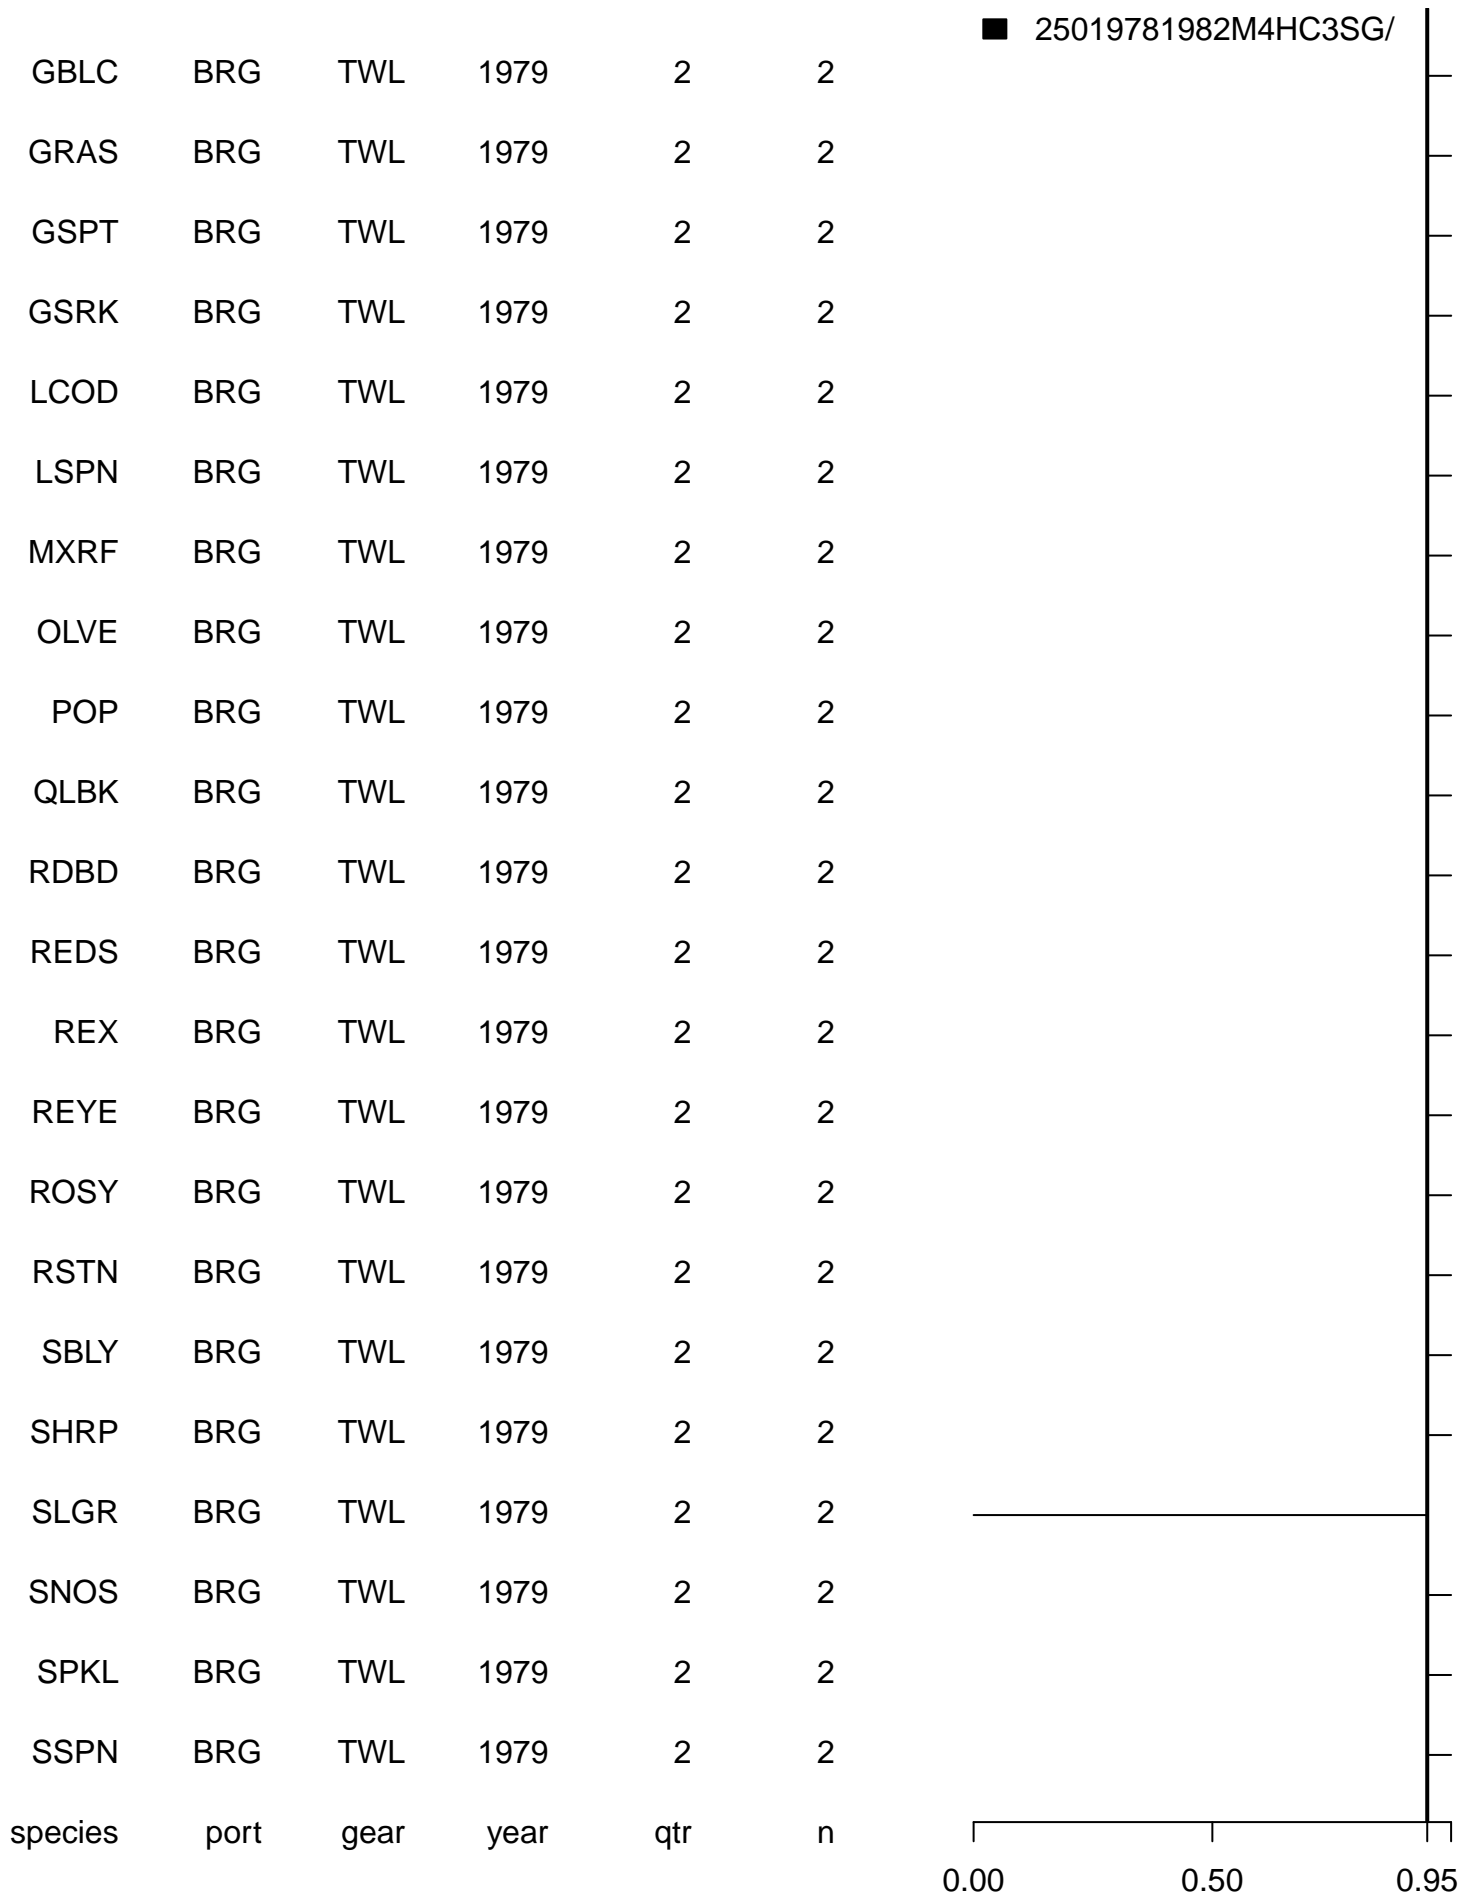 25019781982M4HC3SG/
GBLC BRG TWL 1979 2 2
GRAS BRG TWL 1979 2 2
GSPT BRG TWL 1979 2 2
GSRK BRG TWL 1979 2 2
LCOD BRG TWL 1979 2 2
LSPN BRG TWL 1979 2 2
MXRF BRG TWL 1979 2 2
OLVE BRG TWL 1979 2 2
POP BRG TWL 1979 2 2
QLBK BRG TWL 1979 2 2
RDBD BRG TWL 1979 2 2
REDS BRG TWL 1979 2 2
REX BRG TWL 1979 2 2
REYE BRG TWL 1979 2 2
ROSY BRG TWL 1979 2 2
RSTN BRG TWL 1979 2 2
SBLY BRG TWL 1979 2 2
SHRP BRG TWL 1979 2 2
SLGR BRG TWL 1979 2 2
SNOS BRG TWL 1979 2 2
SPKL BRG TWL 1979 2 2
SSPN BRG TWL 1979 2 2
species port gear year qtr n
0.00 0.50 0.95